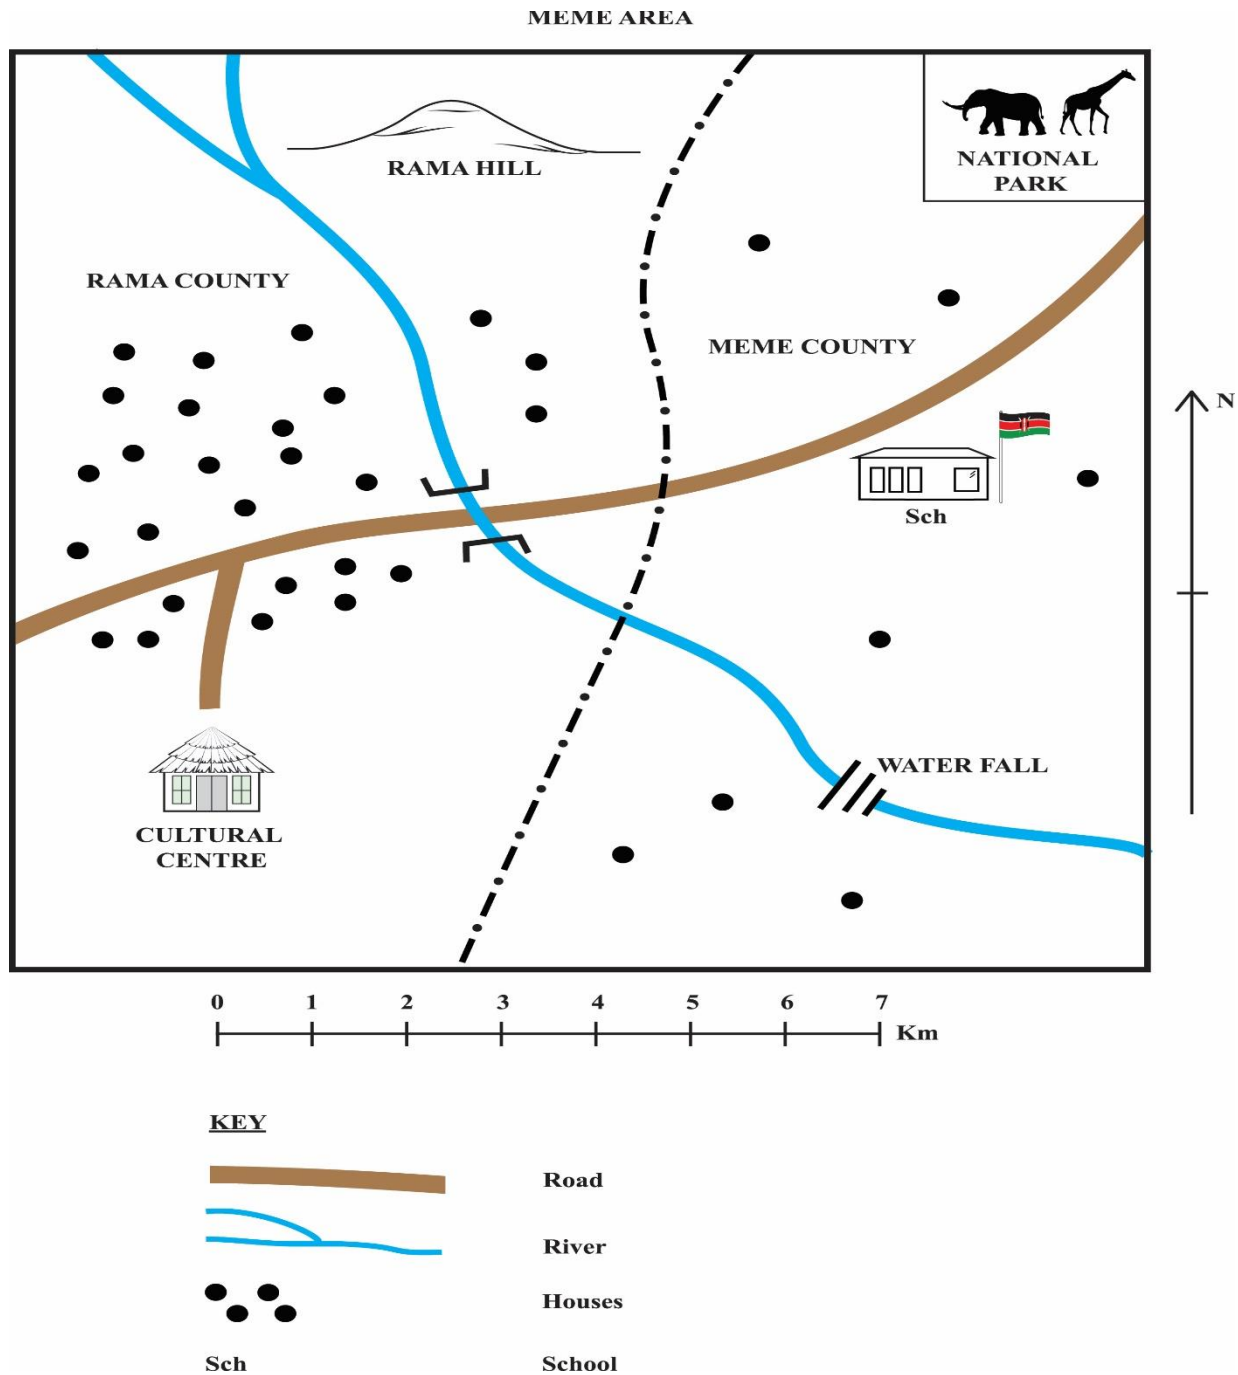 MEME AREA
NATIONAL
PARK
RAMA HILL
RAMA COUNTY
MEME COUNTY
N
Sch
WATER FALL
CULTURAL
CENTRE
0 1 2 3 4 5 6 7
Km
KEY
Road
River
Houses
Sch School